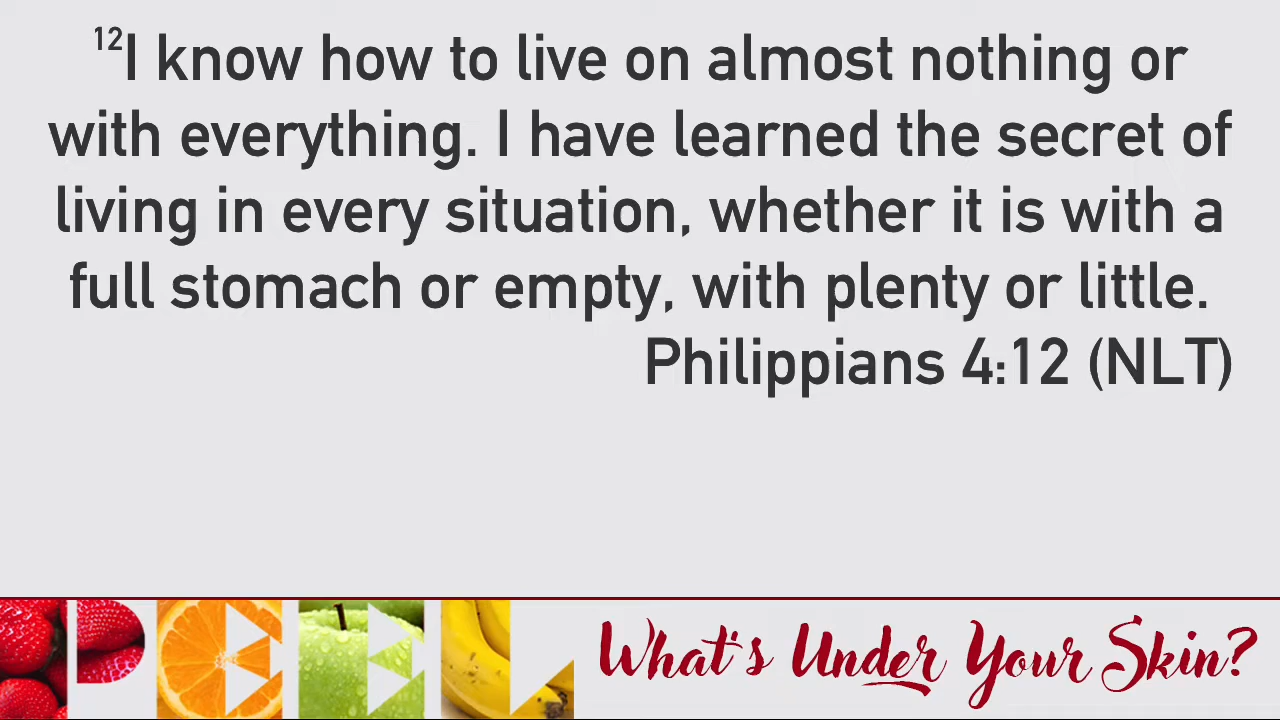 12I know how to live on almost nothing or
with everything. I have learned the secret of
living in every situation, whether it is with a
full stomach or empty, with plenty or little.
Philippians 4:12 (NLT)
PEEL What's Under Your Skin?